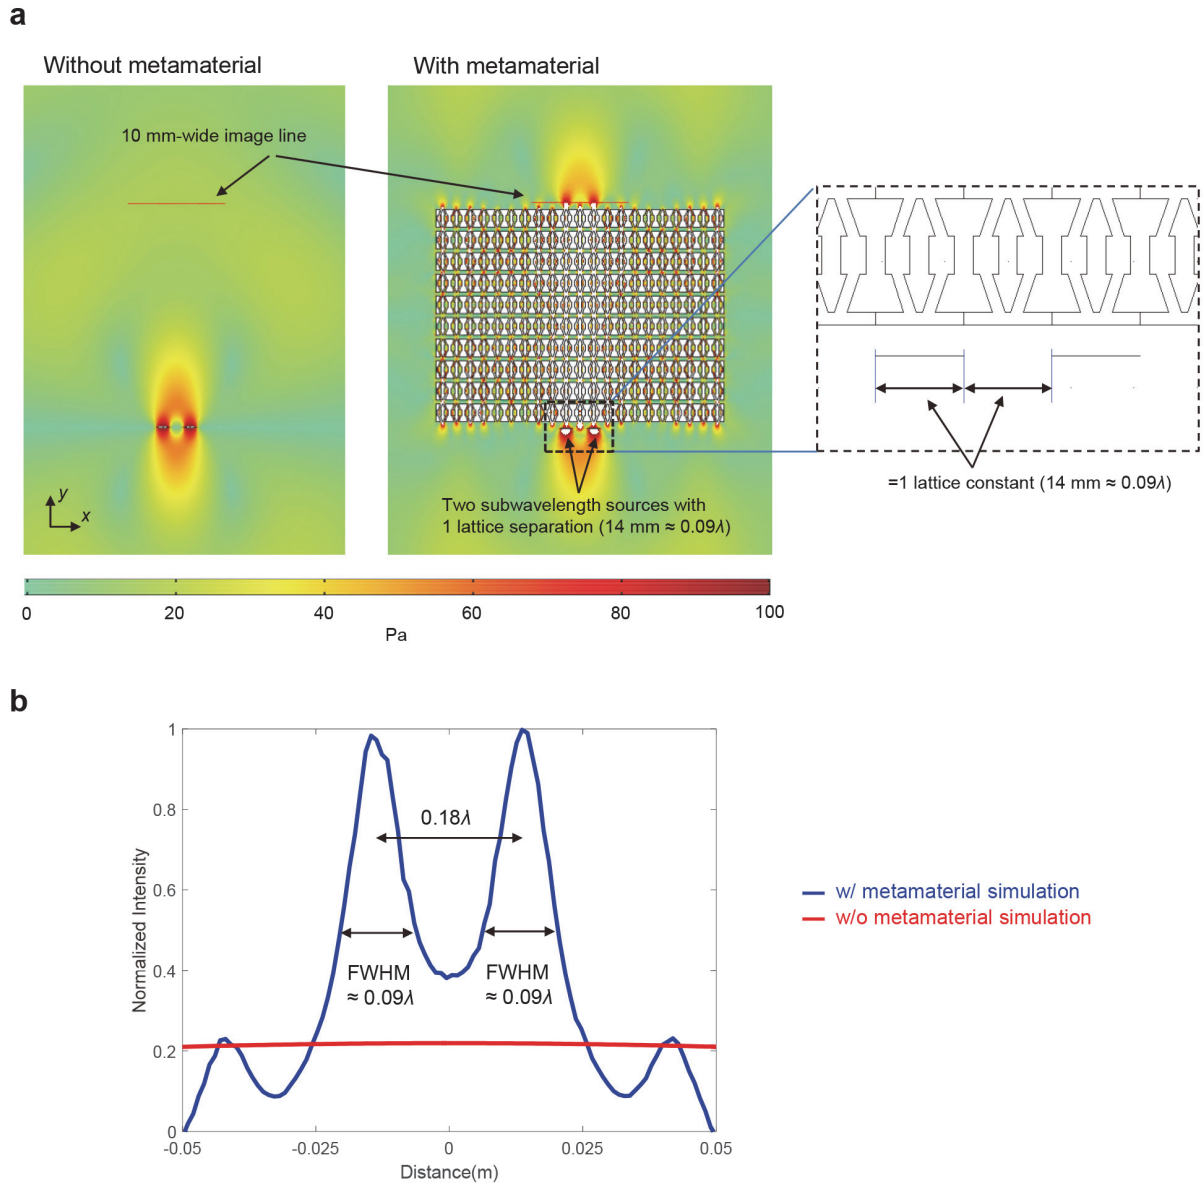 a
Without metamaterial
With metamaterial
10 mm-wide image line
y
x
Two subwavelength sources with
1 lattice separation (14 mm ≈ 0.09λ)
=1 lattice constant (14 mm ≈ 0.09λ)
0 20 40 60 80 100
Pa
b
1
0.8
0.6
0.4
0.2
0
Normalized Intensity
0.18λ
FWHM
≈ 0.09λ
FWHM
≈ 0.09λ
-0.05 -0.025 0 0.025 0.05
Distance(m)
w/ metamaterial simulation
w/o metamaterial simulation